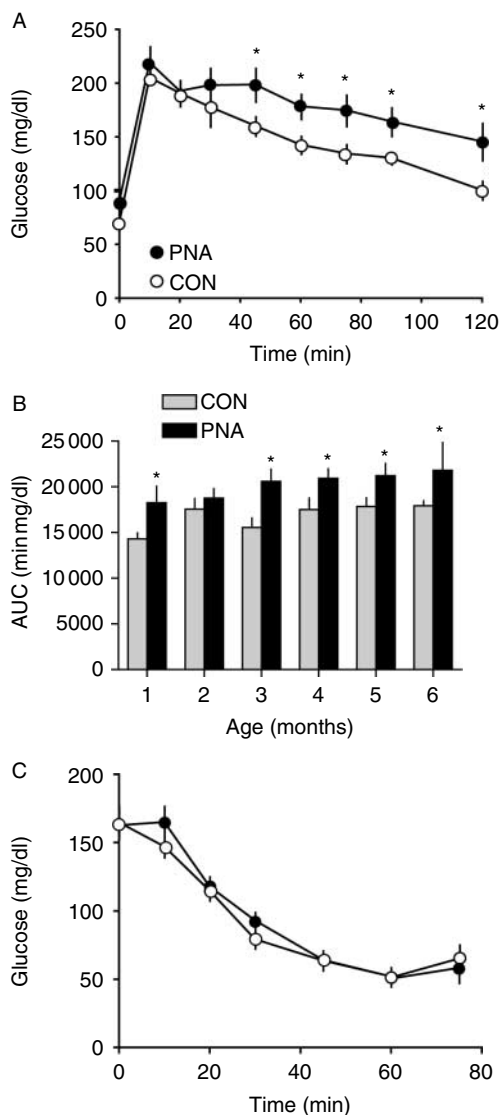 A
Glucose (mg/dl)
250
200
150
100
50
0
* * * * *
PNA
CON
0 20 40 60 80 100 120
Time (min)
B
CON
PNA
AUC (min mg/dl)
25 000
20 000
15 000
10 000
5000
0
* * * * *
1 2 3 4 5 6
Age (months)
C
Glucose (mg/dl)
200
150
100
50
0
0 20 40 60 80
Time (min)